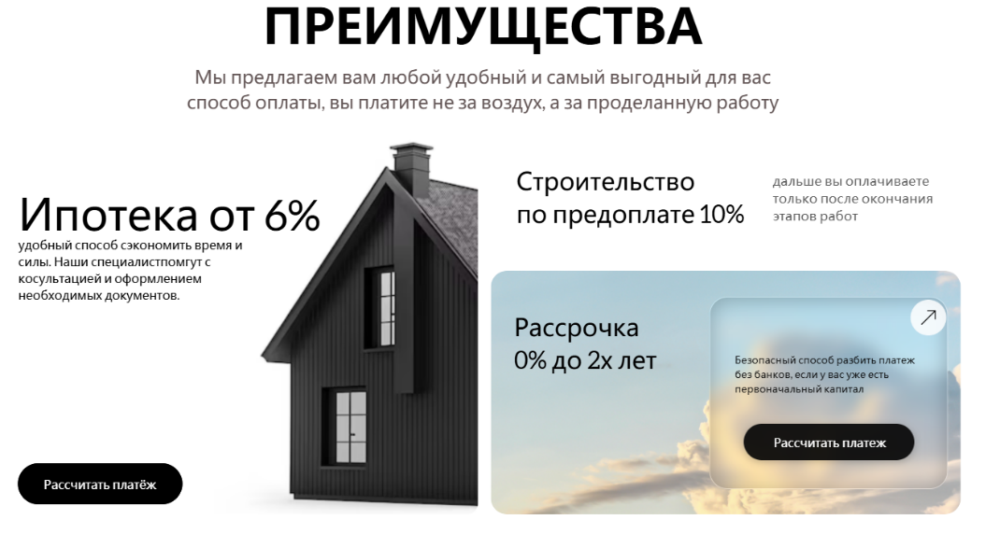 ПРЕИМУЩЕСТВА
Мы предлагаем вам любой удобный и самый выгодный для вас
способ оплаты, вы платите не за воздух, а за проделанную работу
Ипотека от 6%
удобный способ сэкономить время и
силы. Наши специалистпомгут с
косультацией и оформлением
необходимых документов.
Рассчитать платёж
Строительство
по предоплате 10%
дальше вы оплачиваете
только после окончания
этапов работ
Рассрочка
0% до 2х лет
Безопасный способ разбить платеж
без банков, если у вас уже есть
первоначальный капитал
Рассчитать платеж